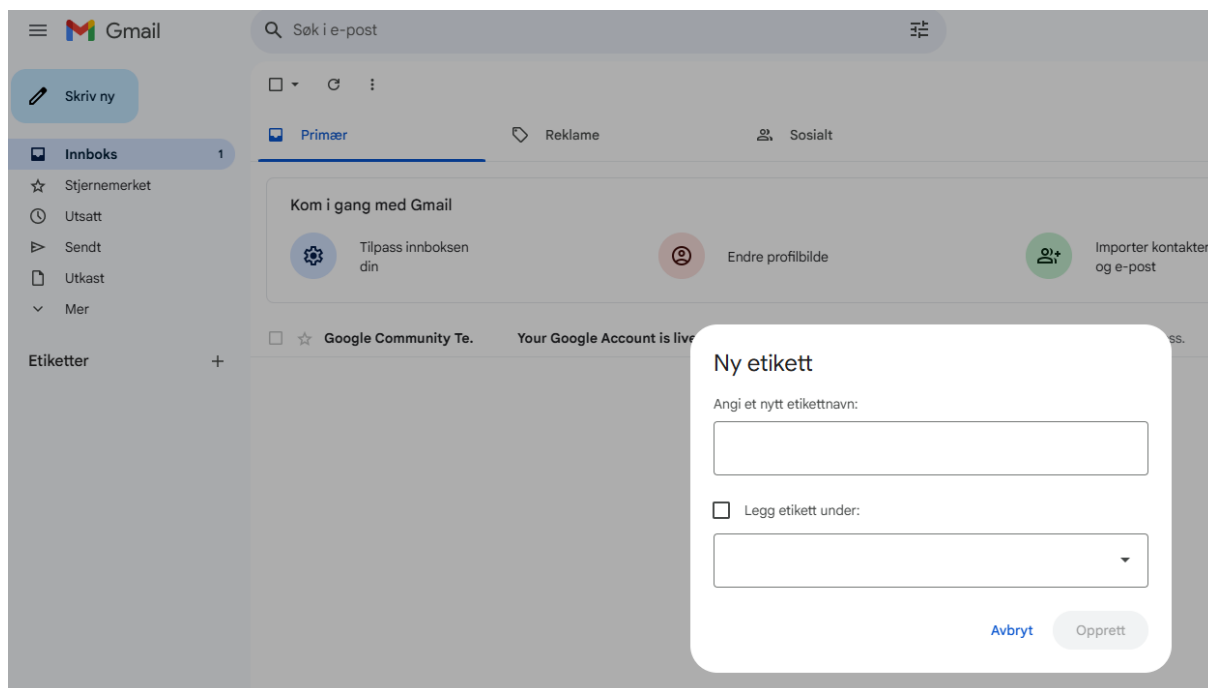 Gmail
Søk i e-post
Skriv ny
Primær
Reklame
Sosialt
Innboks 1
Stjernemerket
Utsatt
Sendt
Utkast
Mer
Etiketter +
Kom i gang med Gmail
Tilpass innboksen
din
Endre profilbilde
Importer kontakter
og e-post
Google Community Te. Your Google Account is live ss.
Ny etikett
Angi et nytt etikettnavn:
Legg etikett under:
Avbryt Opprett